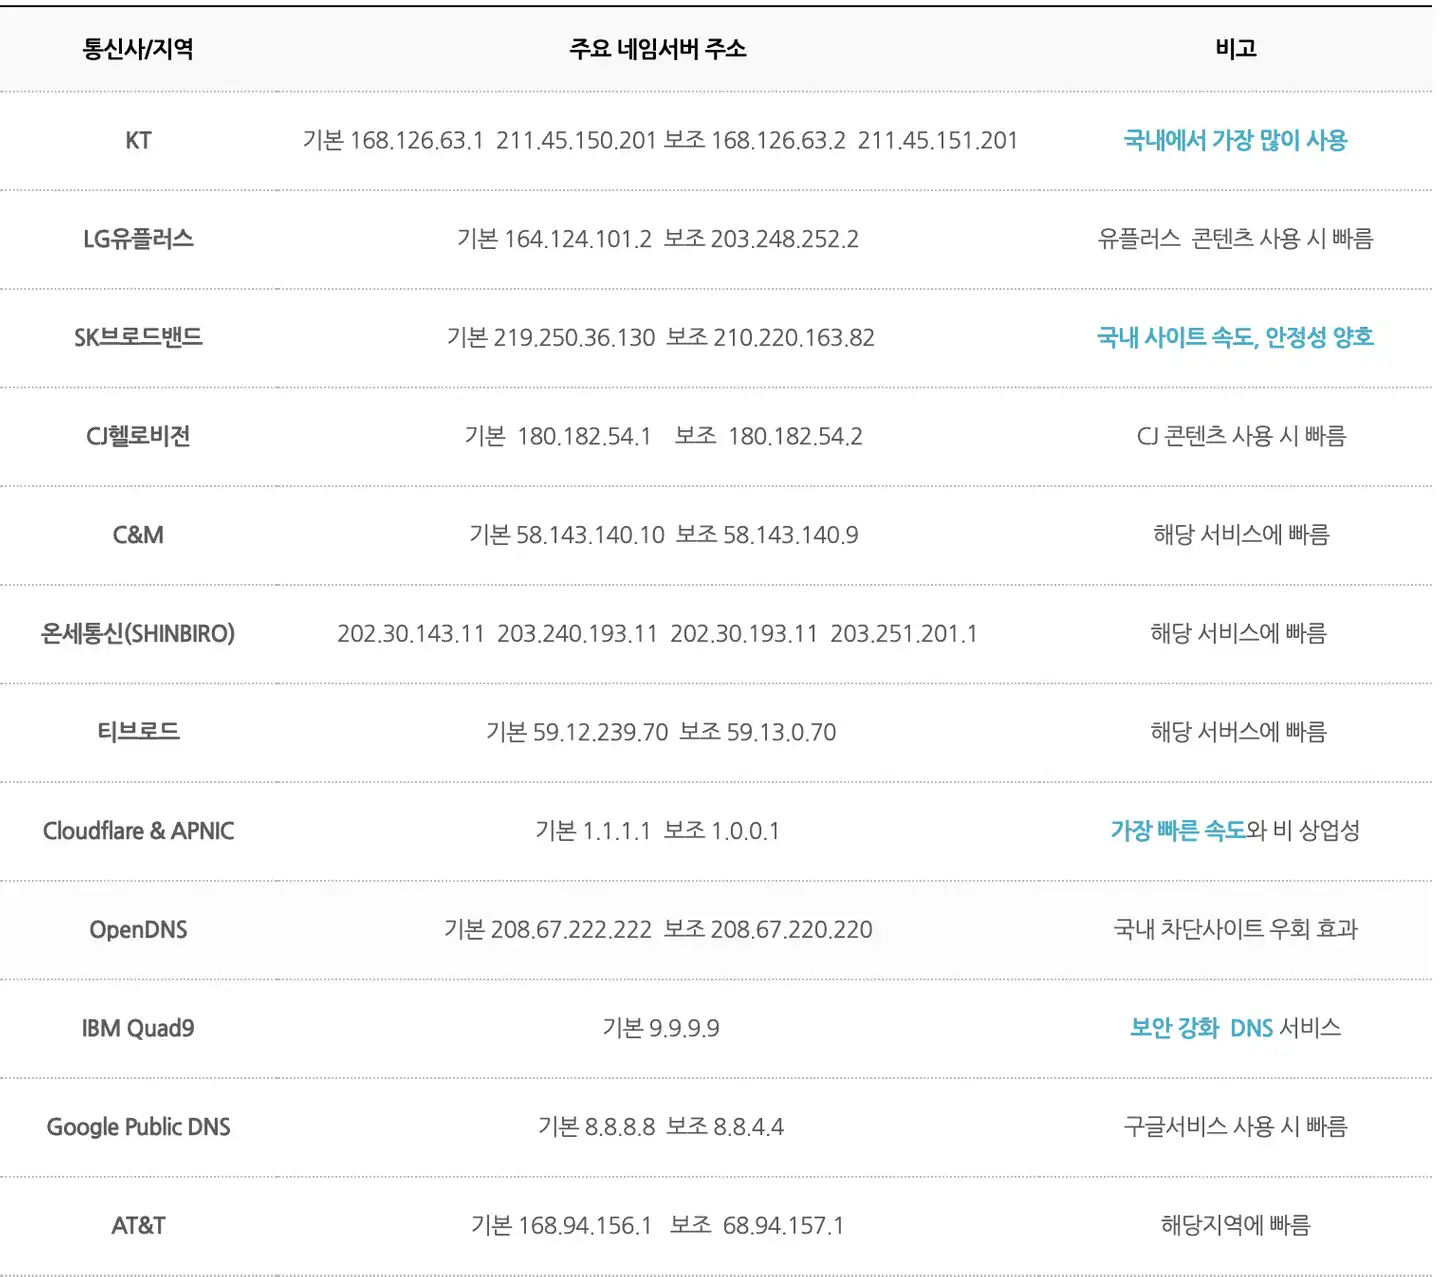 통신사/지역 주요 네임서버 주소 비고
KT 기본 168.126.63.1 211.45.150.201 보조 168.126.63.2 211.45.151.201 국내에서 가장 많이 사용
LG유플러스 기본 164.124.101.2 보조 203.248.252.2 유플러스 콘텐츠 사용 시 빠름
SK브로드밴드 기본 219.250.36.130 보조 210.220.163.82 국내 사이트 속도, 안정성 양호
CJ헬로비전 기본 180.182.54.1 보조 180.182.54.2 CJ 콘텐츠 사용 시 빠름
C&M 기본 58.143.140.10 보조 58.143.140.9 해당 서비스에 빠름
온세통신(SHINBIRO) 202.30.143.11 203.240.193.11 202.30.193.11 203.251.201.1 해당 서비스에 빠름
티브로드 기본 59.12.239.70 보조 59.13.0.70 해당 서버스에 빠름
Cloudflare & APNIC 기본 1.1.1.1 보조 1.0.0.1 가장 빠른 속도와 비 상업성
OpenDNS 기본 208.67.222.222 보조 208.67.220.220 국내 차단사이트 우회 효과
IBM Quad9 기본 9.9.9.9 보안 강화 DNS 서비스
Google Public DNS 기본 8.8.8.8 보조 8.8.4.4 구글서비스 사용 시 빠름
AT&T 기본 168.94.156.1 보조 68.94.157.1 해당지역에 빠름